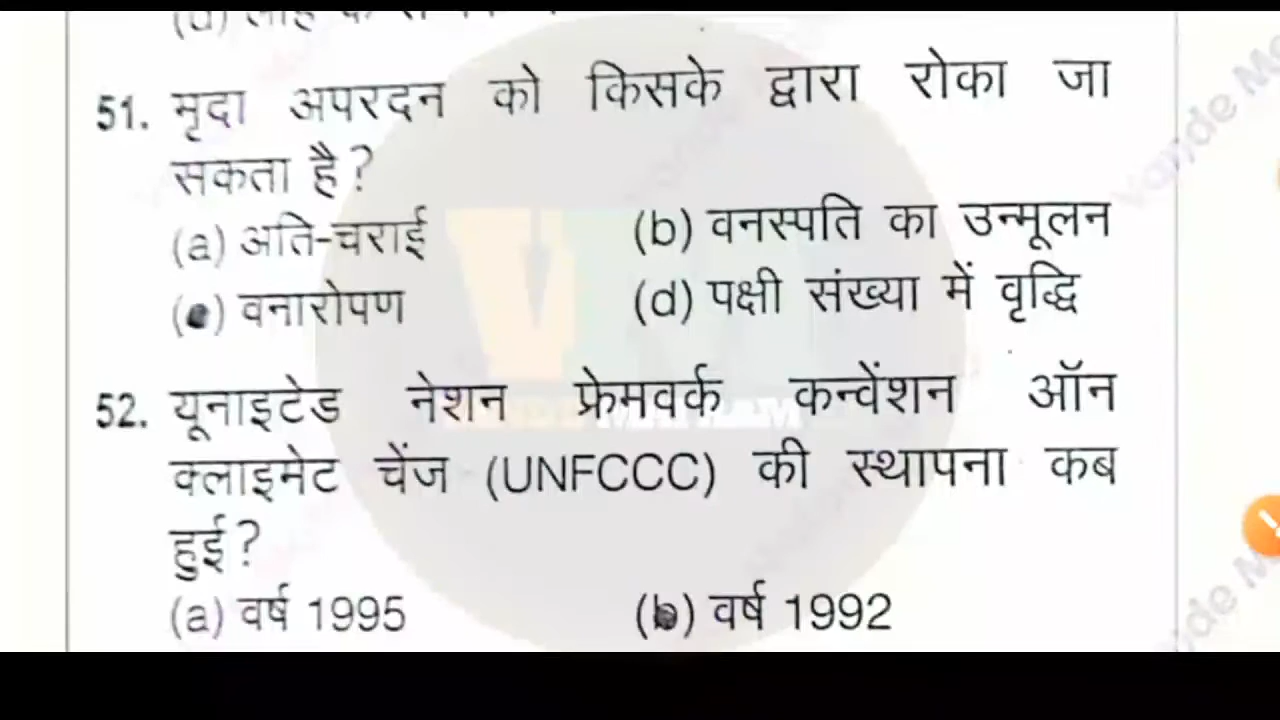 51. मृदा अपरदन को किसके द्वारा रोका जा
सकता है?
(a) अति-चराई (b) वनस्पति का उन्मूलन
(c) वनारोपण (d) पक्षी संख्या में वृद्धि
52. यूनाइटेड नेशन फ्रेमवर्क कन्वेंशन ऑन
क्लाइमेट चेंज (UNFCCC) की स्थापना कब
हुई?
(a) वर्ष 1995 (b) वर्ष 1992